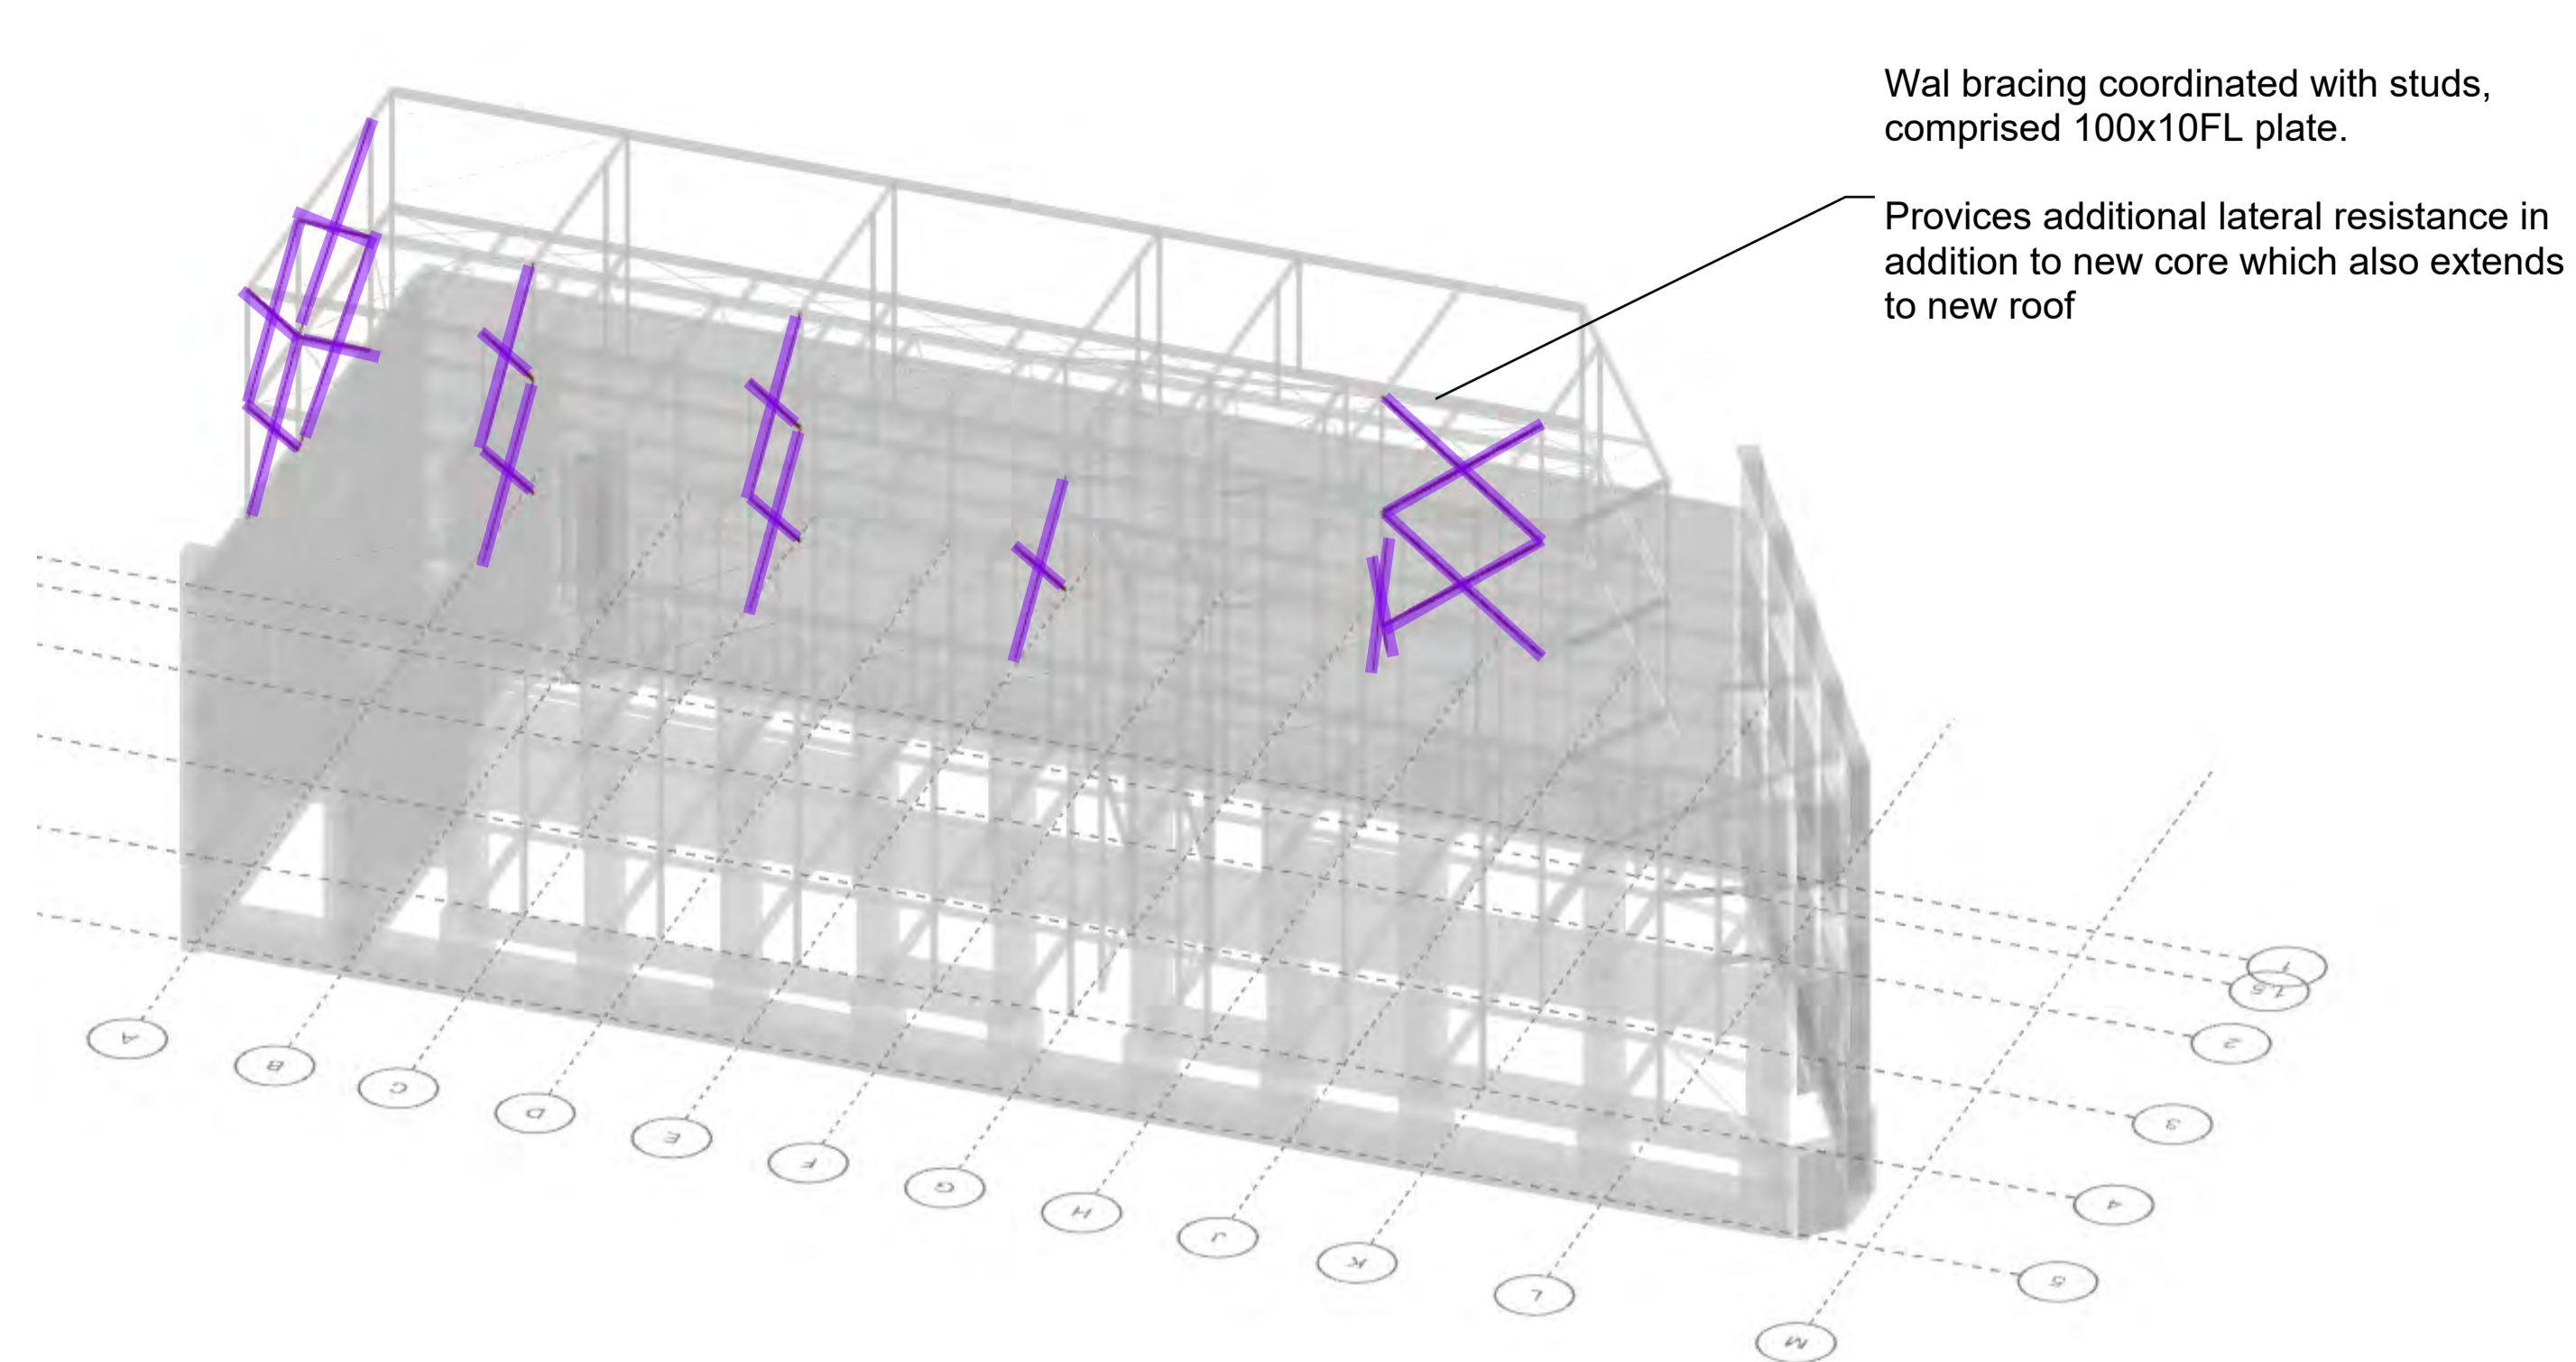 Wal bracing coordinated with studs,
comprised 100x10FL plate.
Provices additional lateral resistance in
addition to new core which also extends
to new roof
1
1.5
2
3
4
5
A
B
C
D
E
F
G
H
J
K
L
M